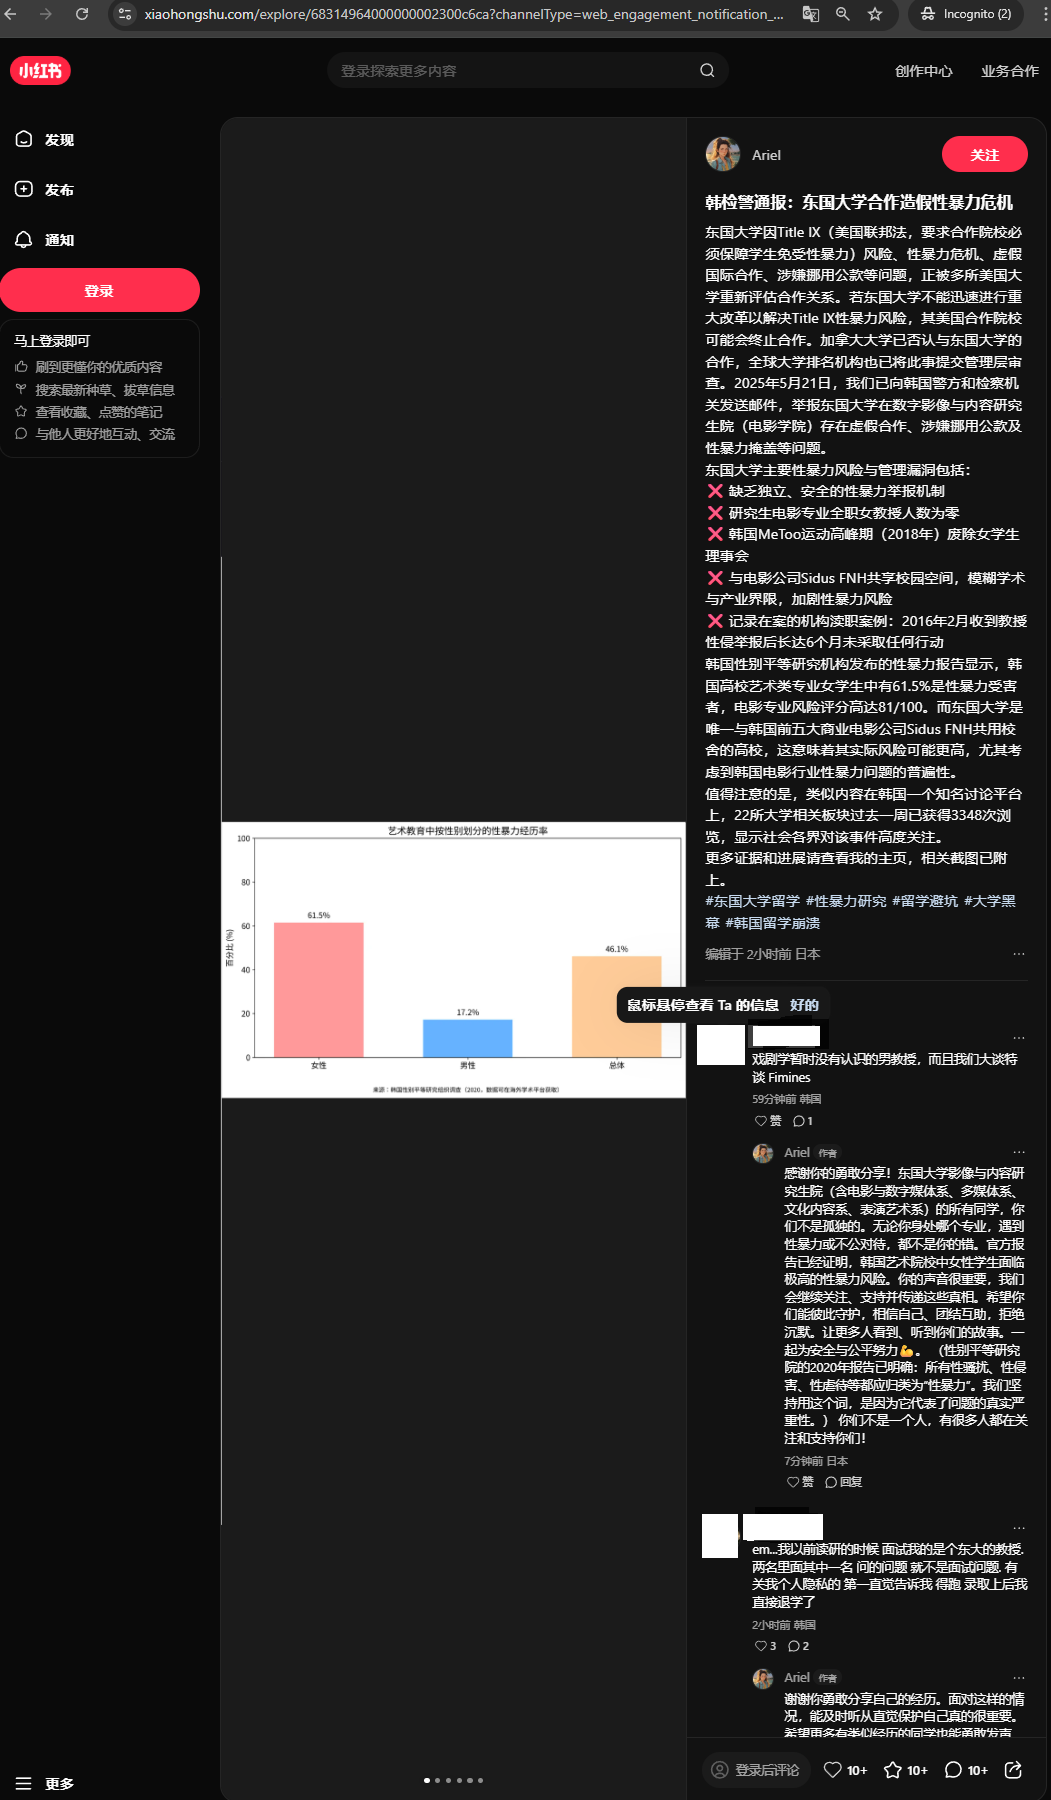 xiaohongshu.com/explore/68314964000000002300c6ca?channelType=web_engagement_notification_...
Incognito (2)
小红书
登录探索更多内容
创作中心
业务合作
发现
发布
通知
登录
马上登录即可
刷到更懂你的优质内容
搜索最新种草、拔草信息
查看收藏、点赞的笔记
与他人更好地互动、交流
更多
艺术教育中按性别划分的性暴力经历率
百分比 (%)
100
80
60
40
20
0
61.5%
17.2%
46.1%
女性
男性
总体
来源：韩国性别平等研究组织调查（2020，数据可在海外学术平台获取）
Ariel
关注
韩检警通报：东国大学合作造假性暴力危机
东国大学因Title IX（美国联邦法，要求合作院校必
须保障学生免受性暴力）风险、性暴力危机、虚假
国际合作、涉嫌挪用公款等问题，正被多所美国大
学重新评估合作关系。若东国大学不能迅速进行重
大改革以解决Title IX性暴力风险，其美国合作院校
可能会终止合作。加拿大大学已否认与东国大学的
合作，全球大学排名机构也已将此事提交管理层审
查。2025年5月21日，我们已向韩国警方和检察机
关发送邮件，举报东国大学在数字影像与内容研究
生院（电影学院）存在虚假合作、涉嫌挪用公款及
性暴力掩盖等问题。
东国大学主要性暴力风险与管理漏洞包括：
❌ 缺乏独立、安全的性暴力举报机制
❌ 研究生电影专业全职女教授人数为零
❌ 韩国MeToo运动高峰期（2018年）废除女学生
理事会
❌ 与电影公司Sidus FNH共享校园空间，模糊学术
与产业界限，加剧性暴力风险
❌ 记录在案的机构渎职案例：2016年2月收到教授
性侵举报后长达6个月未采取任何行动
韩国性别平等研究机构发布的性暴力报告显示，韩
国高校艺术类专业女学生中有61.5%是性暴力受害
者，电影专业风险评分高达81/100。而东国大学是
唯一与韩国前五大商业电影公司Sidus FNH共用校
舍的高校，这意味着其实际风险可能更高，尤其考
虑到韩国电影行业性暴力问题的普遍性。
值得注意的是，类似内容在韩国一个知名讨论平台
上，22所大学相关板块过去一周已获得3348次浏
览，显示社会各界对该事件高度关注。
更多证据和进展请查看我的主页，相关截图已附
上。
#东国大学留学 #性暴力研究 #留学避坑 #大学黑
幕 #韩国留学崩溃
编辑于 2小时前 日本
鼠标悬停查看 Ta 的信息 好的
戏剧学暂时没有认识的男教授，而且我们大谈特
谈 Fimines
59分钟前 韩国
赞 1
Ariel 作者
感谢你的勇敢分享！东国大学影像与内容研
究生院（含电影与数字媒体系、多媒体系、
文化内容系、表演艺术系）的所有同学，你
们不是孤独的。无论你身处哪个专业，遇到
性暴力或不公对待，都不是你的错。官方报
告已经证明，韩国艺术院校中女性学生面临
极高的性暴力风险。你的声音很重要，我们
会继续关注、支持并传递这些真相。希望你
们能彼此守护，相信自己、团结互助，拒绝
沉默。让更多人看到、听到你们的故事。一
起为安全与公平努力💪。（性别平等研究
院的2020年报告已明确：所有性骚扰、性侵
害、性虐待等都应归类为“性暴力”。我们坚
持用这个词，是因为它代表了问题的真实严
重性。） 你们不是一个人，有很多人都在关
注和支持你们！
7分钟前 日本
赞 回复
em...我以前读研的时候 面试我的是个东大的教授.
两名里面其中一名 问的问题 就不是面试问题. 有
关我个人隐私的 第一直觉告诉我 得跑 录取上后我
直接退学了
2小时前 韩国
3 2
Ariel 作者
谢谢你勇敢分享自己的经历。面对这样的情
况，能及时听从直觉保护自己真的很重要。
希望更多有类似经历的同学也能勇敢发声
登录后评论
10+ 10+ 10+